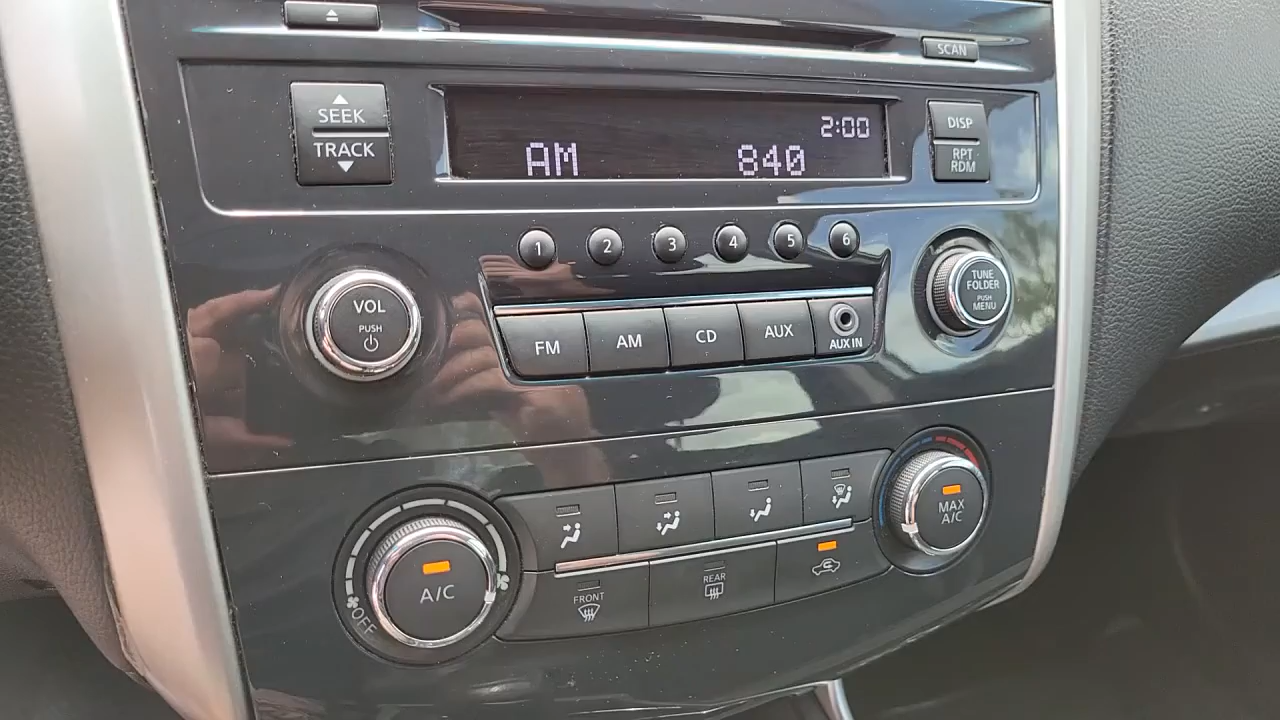 SCAN
SEEK
TRACK
2:00
AM 840
DISP
RPT
RDM
1 2 3 4 5 6
VOL
PUSH
TUNE
FOLDER
PUSH
MENU
FM AM CD AUX
AUX IN
MAX
A/C
A/C
OFF
FRONT
REAR